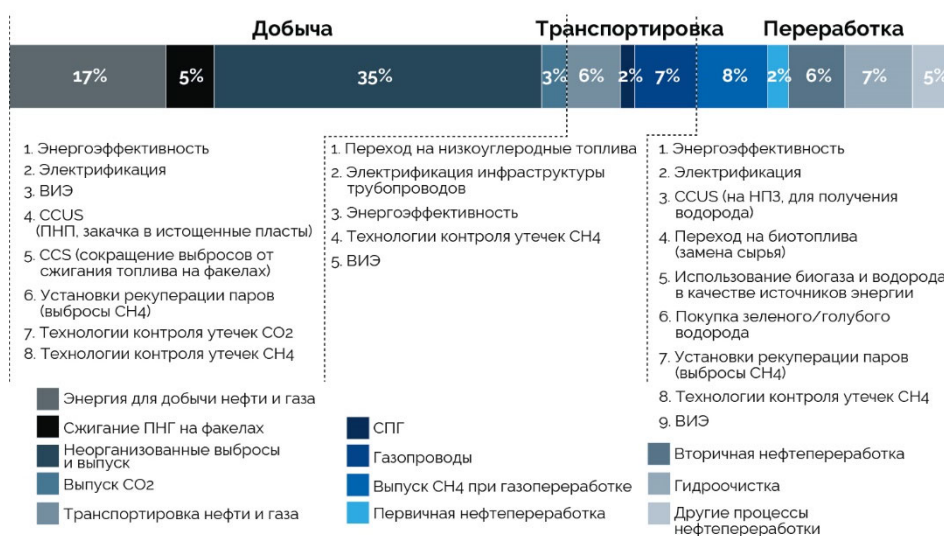 Добыча
Транспортировка
Переработка
17%
5%
35%
3%
6%
2%
7%
8%
2%
6%
7%
5%
1. Энергоэффективность
2. Электрификация
3. ВИЭ
4. CCUS
(ПНП, закачка в истощенные пласты)
5. CCS (сокращение выбросов от
сжигания топлива на факелах)
6. Установки рекуперации паров
(выбросы CH4)
7. Технологии контроля утечек CO2
8. Технологии контроля утечек CH4
1. Переход на низкоуглеродные топлива
2. Электрификация инфраструктуры
трубопроводов
3. Энергоэффективность
4. Технологии контроля утечек CH4
5. ВИЭ
1. Энергоэффективность
2. Электрификация
3. CCUS (на НПЗ, для получения
водорода)
4. Переход на биотоплива
(замена сырья)
5. Использование биогаза и водорода
в качестве источников энергии
6. Покупка зеленого/голубого
водорода
7. Установки рекуперации паров
(выбросы CH4)
8. Технологии контроля утечек CH4
9. ВИЭ
Энергия для добычи нефти и газа
Сжигание ПНГ на факелах
Неорганизованные выбросы
и выпуск
Выпуск CO2
Транспортировка нефти и газа
СПГ
Газопроводы
Выпуск CH4 при газопереработке
Первичная нефтепереработка
Вторичная нефтепереработка
Гидроочистка
Другие процессы
нефтепереработки